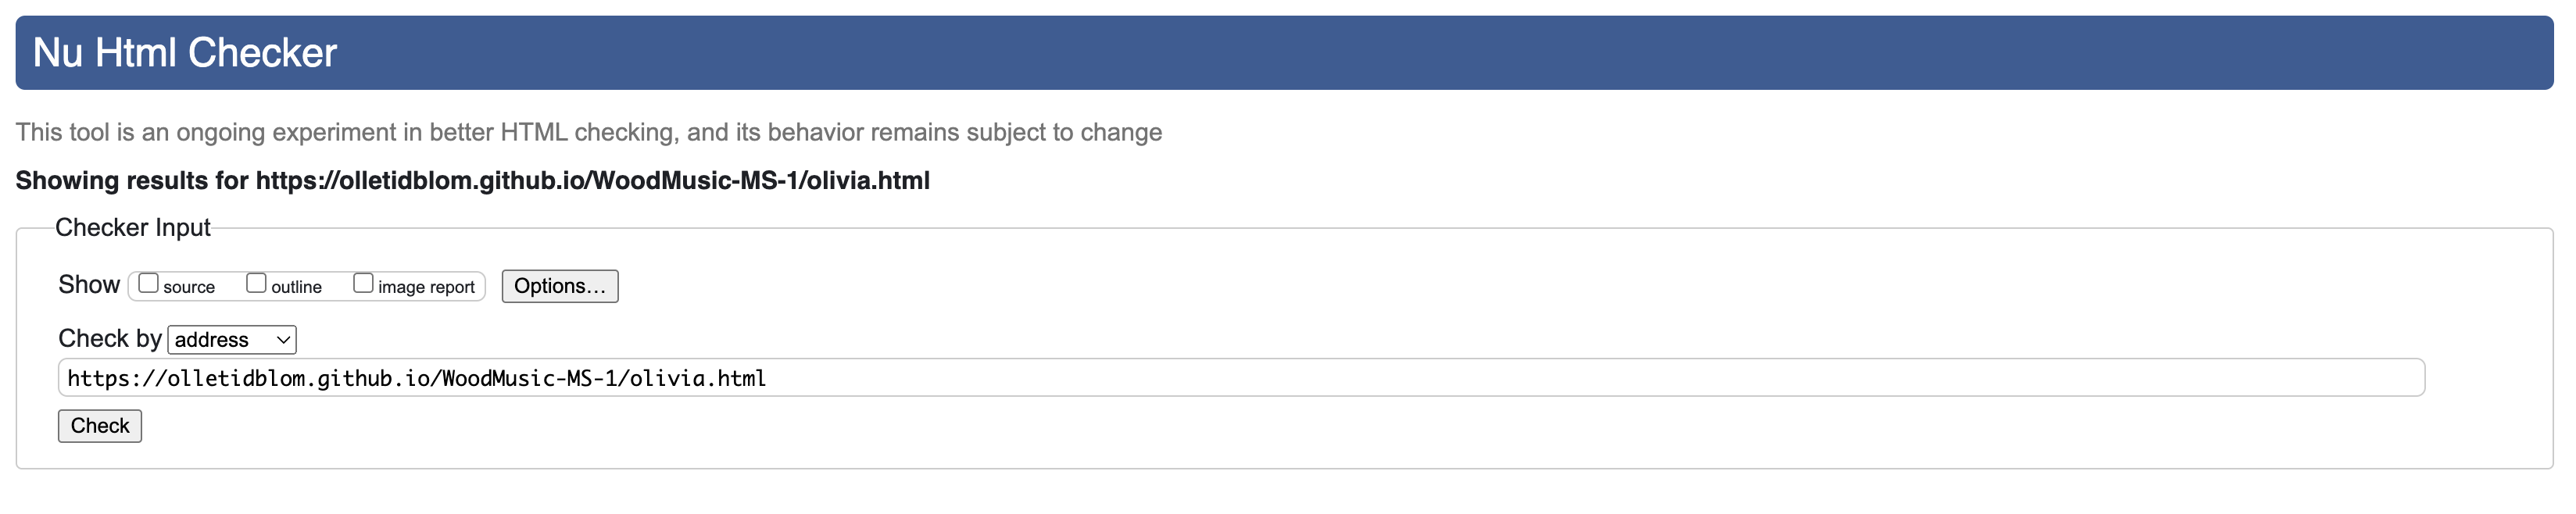 Nu Html Checker
This tool is an ongoing experiment in better HTML checking, and its behavior remains subject to change
Showing results for https://olletidblom.github.io/WoodMusic-MS-1/olivia.html
Checker Input
Show source outline image report Options...
Check by address
https://olletidblom.github.io/WoodMusic-MS-1/olivia.html
Check